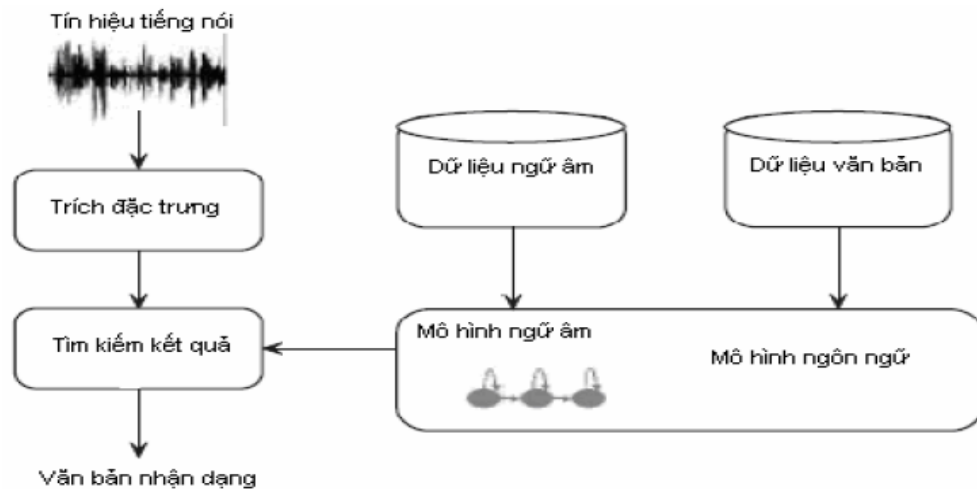 Tín hiệu tiếng nói
Dữ liệu ngữ âm
Dữ liệu văn bản
Trích đặc trưng
Mô hình ngữ âm
Tìm kiếm kết quả
Mô hình ngôn ngữ
Văn bản nhận dạng